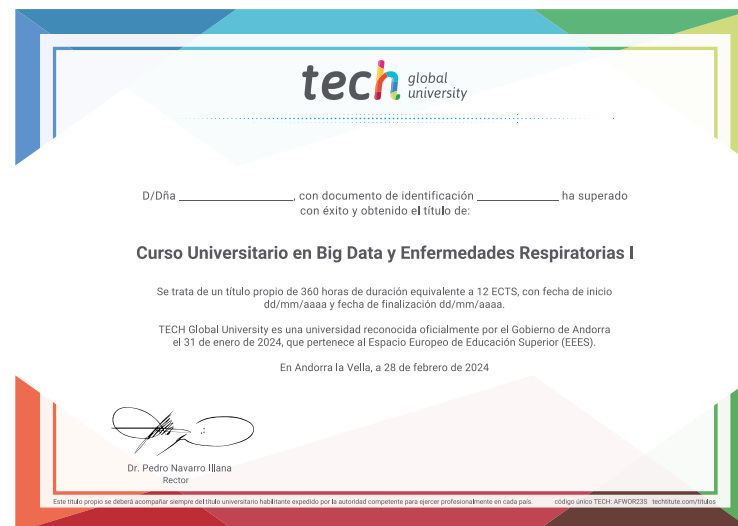 tech global university
D/Dña ____________________, con documento de identificación ______________ ha superado
con éxito y obtenido el título de:
Curso Universitario en Big Data y Enfermedades Respiratorias I
Se trata de un título propio de 360 horas de duración equivalente a 12 ECTS, con fecha de inicio
dd/mm/aaaa y fecha de finalización dd/mm/aaaa.
TECH Global University es una universidad reconocida oficialmente por el Gobierno de Andorra
el 31 de enero de 2024, que pertenece al Espacio Europeo de Educación Superior (EEES).
En Andorra la Vella, a 28 de febrero de 2024
Dr. Pedro Navarro Illana
Rector
Este título propio se deberá acompañar siempre del título universitario habilitante expedido por la autoridad competente para ejercer profesionalmente en cada país. código único TECH: AFWOR23S techtitute.com/titulos